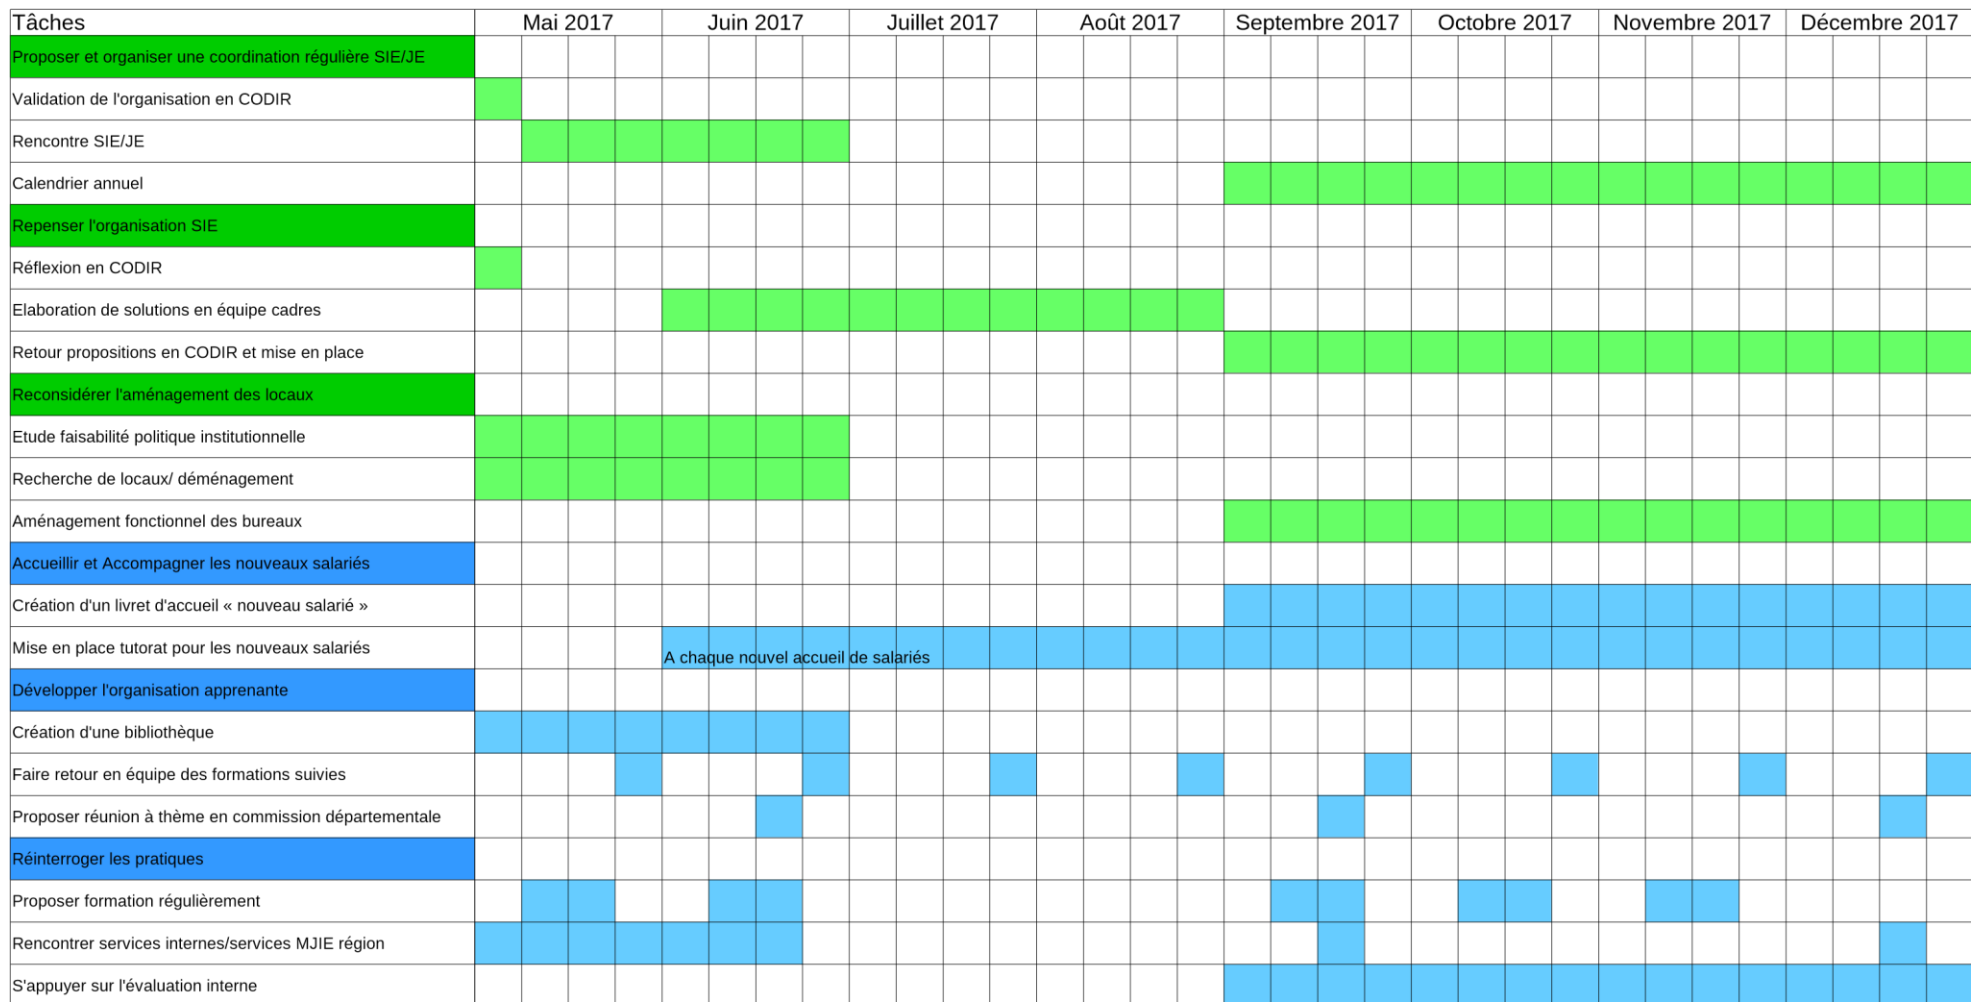 Tâches Mai 2017 Juin 2017 Juillet 2017 Août 2017 Septembre 2017 Octobre 2017 Novembre 2017 Décembre 2017
Proposer et organiser une coordination régulière SIE/JE
Validation de l'organisation en CODIR
Rencontre SIE/JE
Calendrier annuel
Repenser l'organisation SIE
Réflexion en CODIR
Elaboration de solutions en équipe cadres
Retour propositions en CODIR et mise en place
Reconsidérer l'aménagement des locaux
Etude faisabilité politique institutionnelle
Recherche de locaux/ déménagement
Aménagement fonctionnel des bureaux
Accueillir et Accompagner les nouveaux salariés
Création d'un livret d'accueil « nouveau salarié »
Mise en place tutorat pour les nouveaux salariés
A chaque nouvel accueil de salariés
Développer l'organisation apprenante
Création d'une bibliothèque
Faire retour en équipe des formations suivies
Proposer réunion à thème en commission départementale
Réinterroger les pratiques
Proposer formation régulièrement
Rencontrer services internes/services MJIE région
S'appuyer sur l'évaluation interne